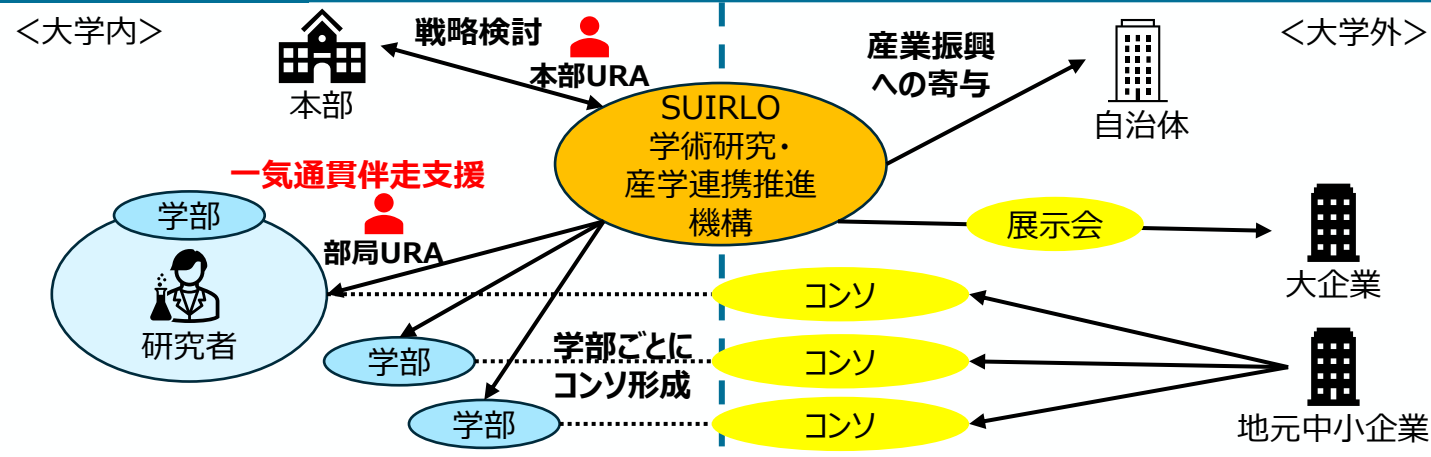 ＜大学内＞
＜大学外＞
戦略検討
本部URA
本部
産業振興
への寄与
自治体
SUIRLO
学術研究・
産学連携推進
機構
一気通貫伴走支援
部局URA
学部
研究者
展示会
大企業
コンソ
学部
学部ごとに
コンソ形成
コンソ
学部
コンソ
地元中小企業